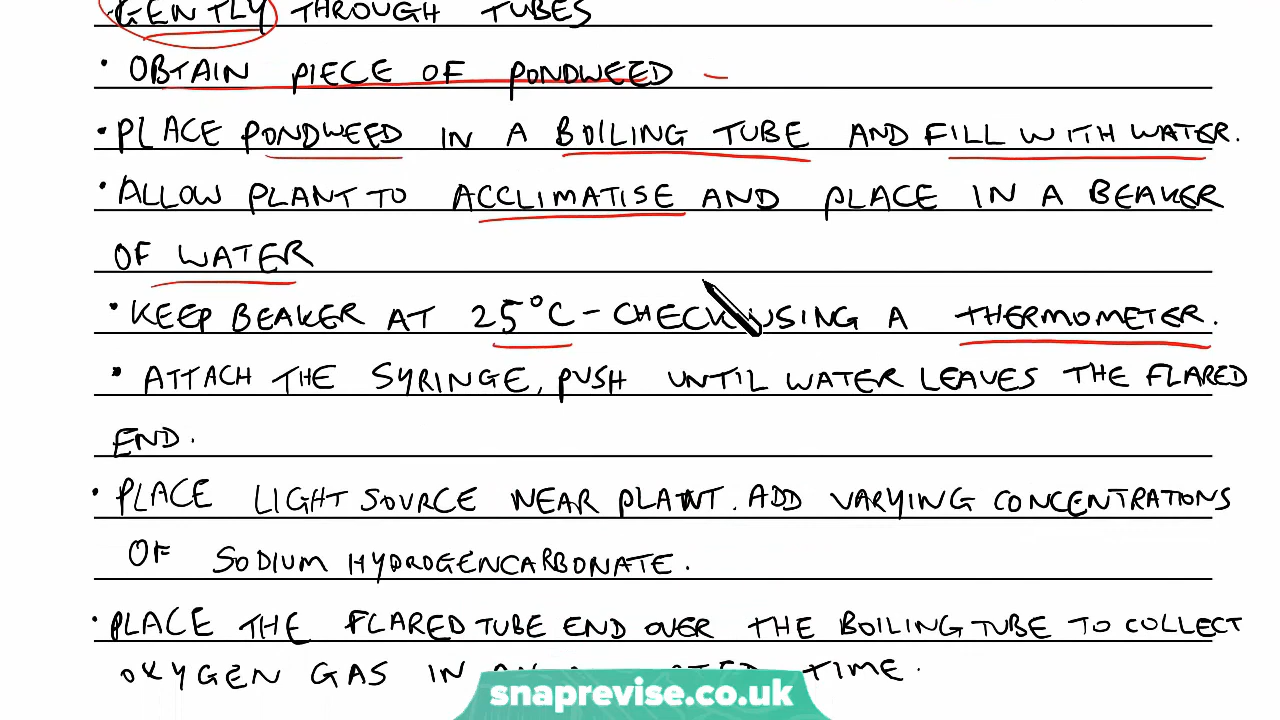 GENTLY THROUGH TUBES
• OBTAIN PIECE OF PONDWEED
• PLACE PONDWEED IN A BOILING TUBE AND FILL WITH WATER.
• ALLOW PLANT TO ACCLIMATISE AND PLACE IN A BEAKER
OF WATER
• KEEP BEAKER AT 25°C - CHECK USING A THERMOMETER.
• ATTACH THE SYRINGE, PUSH UNTIL WATER LEAVES THE FLARED
END.
• PLACE LIGHT SOURCE NEAR PLANT. ADD VARYING CONCENTRATIONS
OF SODIUM HYDROGENCARBONATE.
• PLACE THE FLARED TUBE END OVER THE BOILING TUBE TO COLLECT
OXYGEN GAS IN TIME.
snaprevise.co.uk